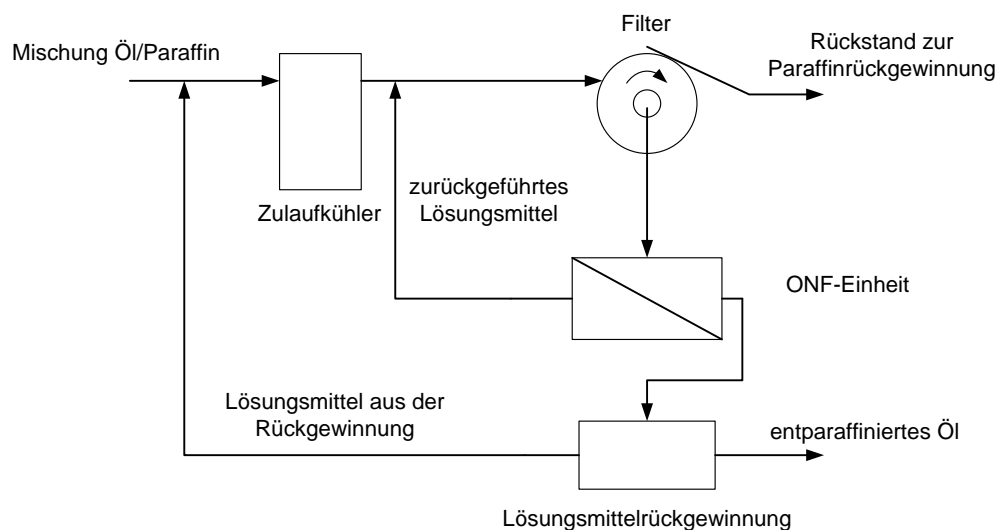 Filter
Mischung Öl/Paraffin
Rückstand zur
Paraffinrückgewinnung
zurückgeführtes
Lösungsmittel
Zulaufkühler
ONF-Einheit
Lösungsmittel aus der
Rückgewinnung
entparaffiniertes Öl
Lösungsmittelrückgewinnung